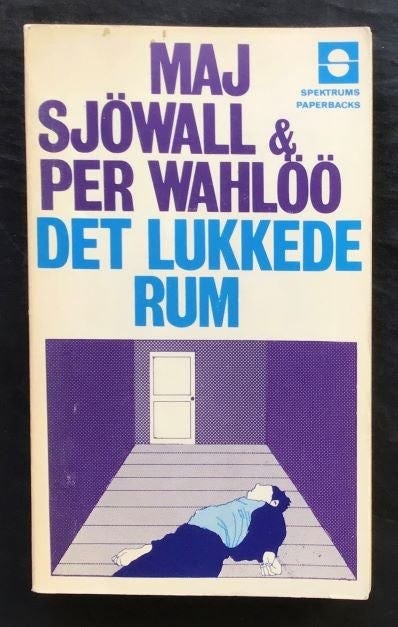 MAJ
SJÖWALL &
PER WAHLÖÖ
DET LUKKEDE
RUM
SPEKTRUMS
PAPERBACKS